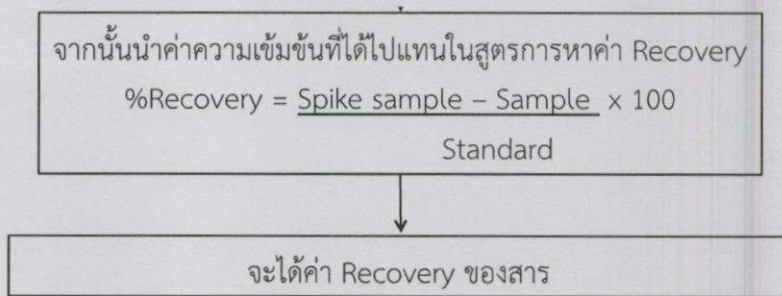 จากนั้นนำค่าความเข้มข้นที่ได้ไปแทนในสูตรการหาค่า Recovery
%Recovery = Spike sample – Sample x 100
Standard
จะได้ค่า Recovery ของสาร